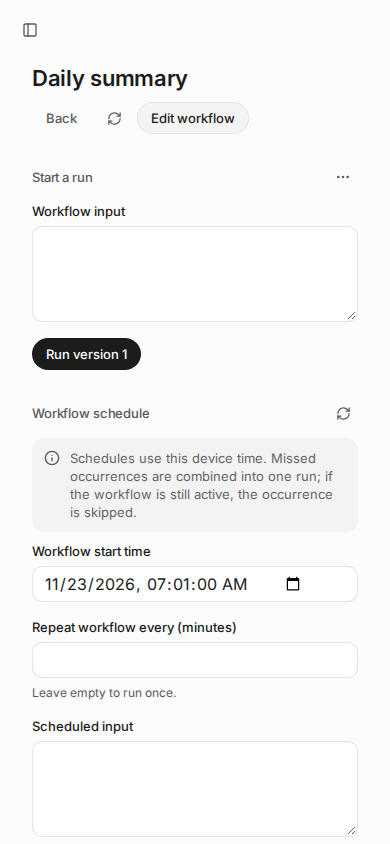 Daily summary
Back
Edit workflow
Start a run
Workflow input
Run version 1
Workflow schedule
Schedules use this device time. Missed
occurrences are combined into one run; if
the workflow is still active, the occurrence
is skipped.
Workflow start time
11/23/2026, 07:01:00 AM
Repeat workflow every (minutes)
Leave empty to run once.
Scheduled input